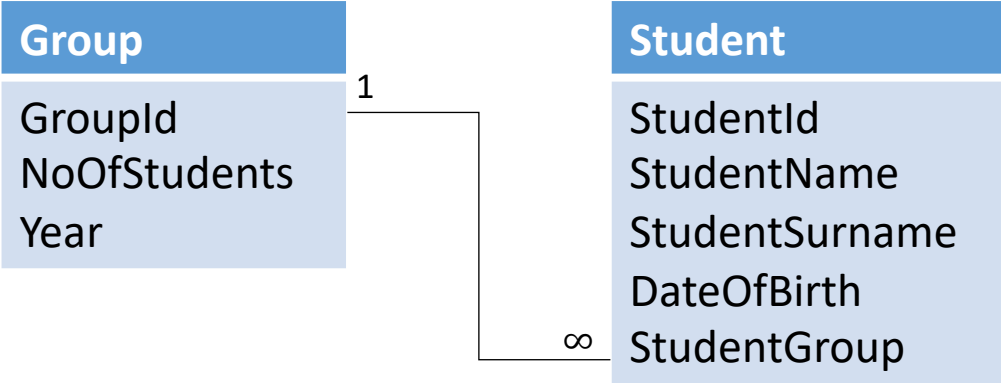 Group
GroupId
NoOfStudents
Year
1
∞
Student
StudentId
StudentName
StudentSurname
DateOfBirth
StudentGroup